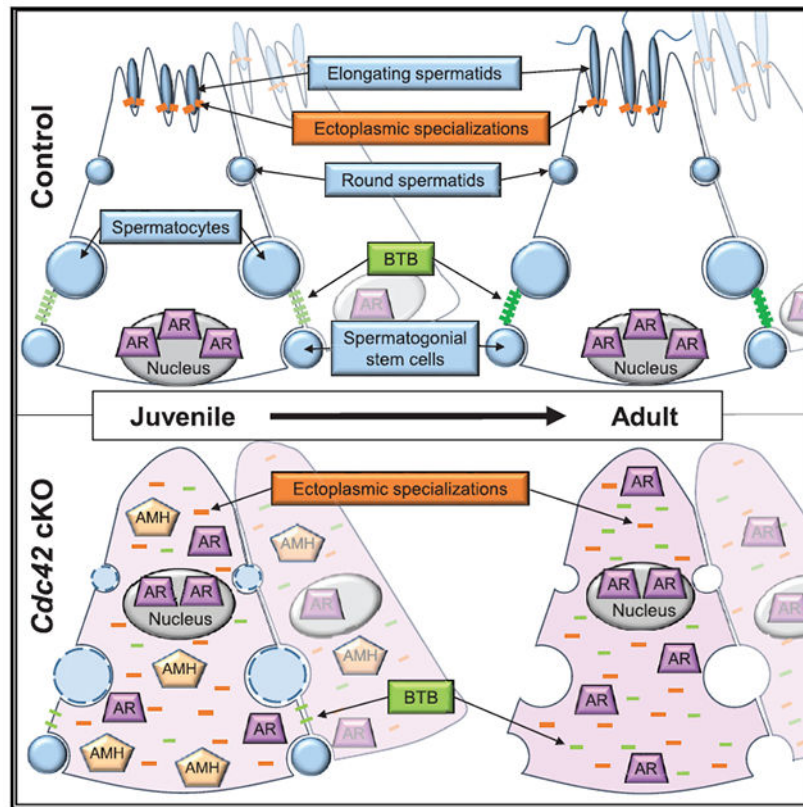 Control
Elongating spermatids
Ectoplasmic specializations
Round spermatids
Spermatocytes
BTB
AR
AR
AR
AR
AR
AR
AR
Spermatogonial
stem cells
Nucleus
Nucleus
Juvenile
Adult
Cdc42 cKO
Ectoplasmic specializations
AR
AMH
AR
AMH
AR
AR
AR
AR
AR
AR
Nucleus
Nucleus
AMH
AMH
AR
AR
BTB
AR
AR
AMH
AMH
AR
AR